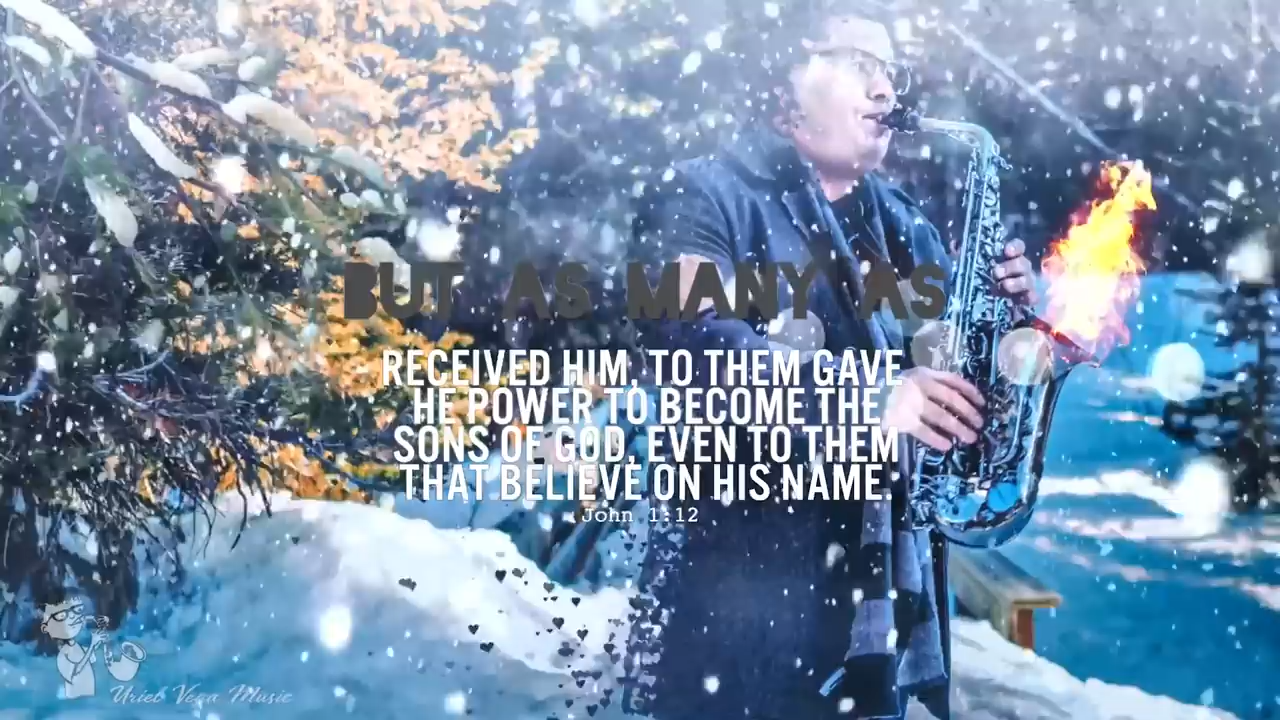 BUT AS MANY AS
RECEIVED HIM, TO THEM GAVE
HE POWER TO BECOME THE
SONS OF GOD, EVEN TO THEM
THAT BELIEVE ON HIS NAME.
John 1:12
Uriel Vega Music